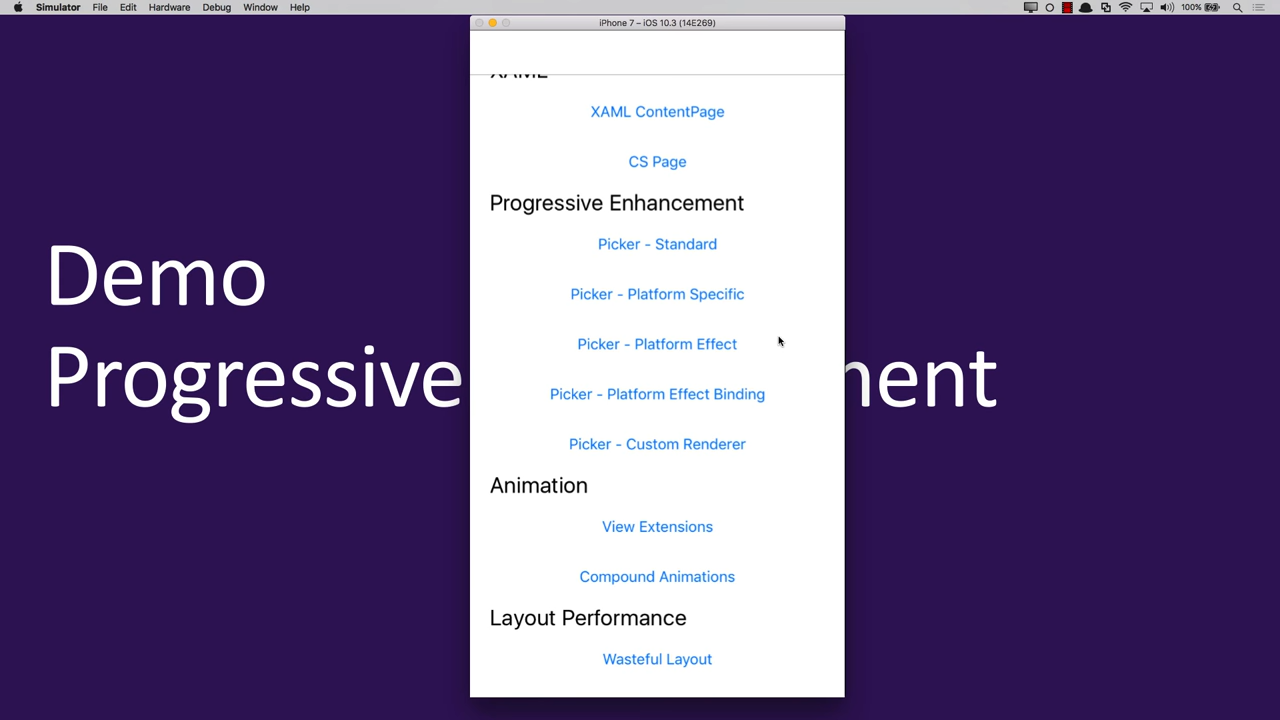 Simulator File Edit Hardware Debug Window Help 100%
iPhone 7 – iOS 10.3 (14E269)
XAML
XAML ContentPage
CS Page
Progressive Enhancement
Picker - Standard
Picker - Platform Specific
Picker - Platform Effect
Picker - Platform Effect Binding
Picker - Custom Renderer
Animation
View Extensions
Compound Animations
Layout Performance
Wasteful Layout
Demo
Progressive ment